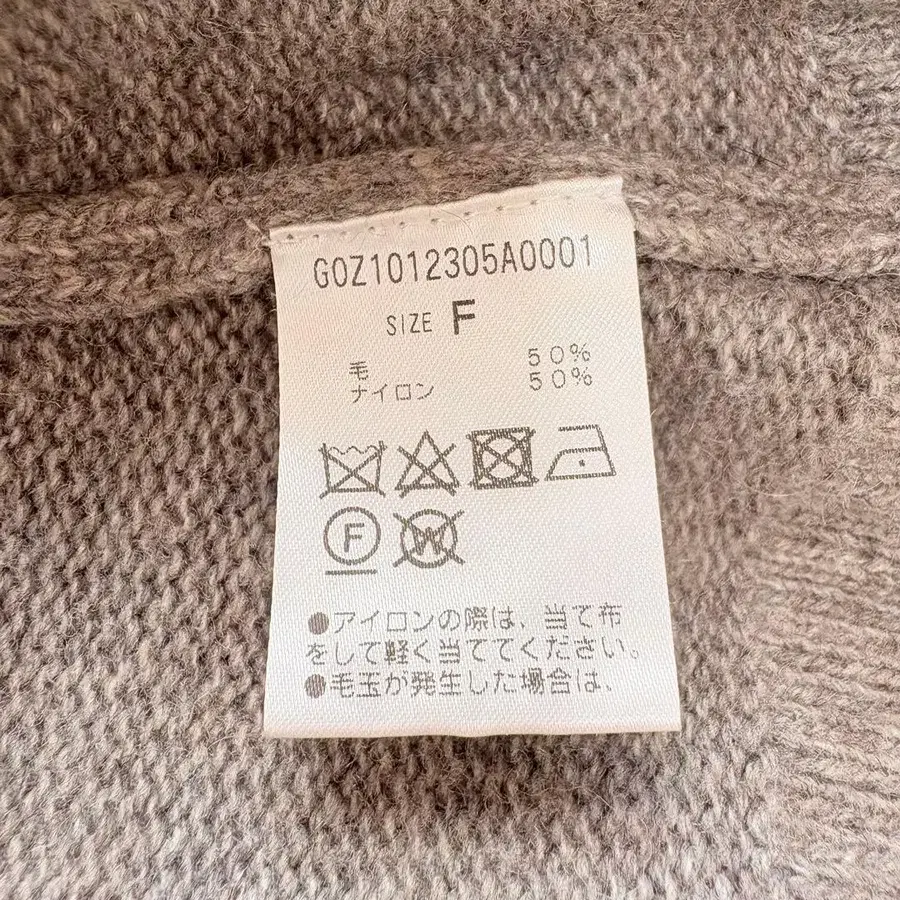 G0Z1012305A0001
SIZE F
毛 50%
ナイロン 50%
F W
●アイロンの際は、当て布
をして軽く当ててください。
●毛玉が発生した場合は、